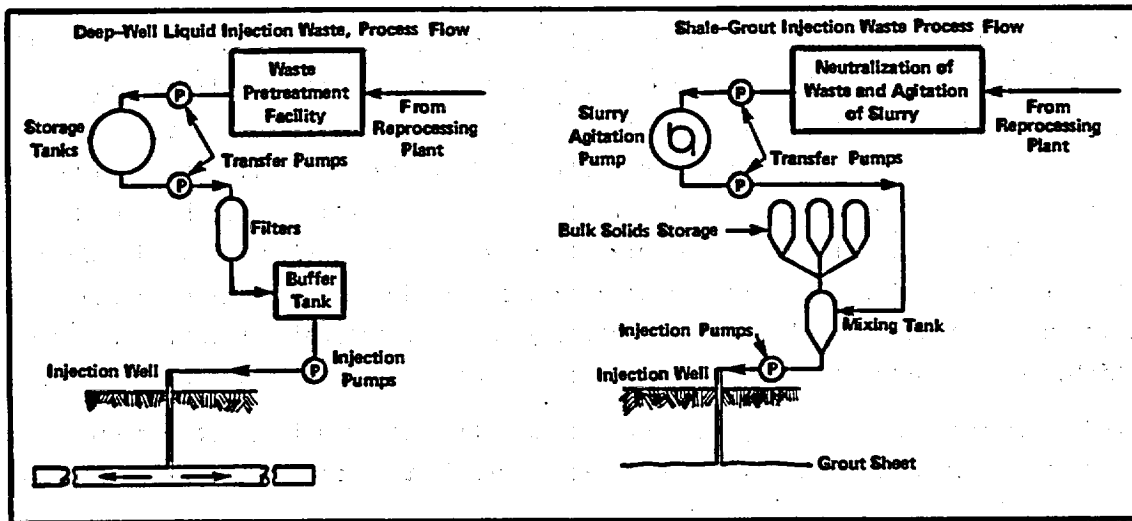 Deep-Well Liquid Injection Waste, Process Flow
Waste
Pretreatment
Facility
P
From
Reprocessing
Plant
Storage
Tanks
Transfer Pumps
P
Filters
Buffer
Tank
Injection
Pumps
P
Injection Well
Shale-Grout Injection Waste Process Flow
Neutralization of
Waste and Agitation
of Slurry
P
From
Reprocessing
Plant
Slurry
Agitation
Pump
Transfer Pumps
P
Bulk Solids Storage
Mixing Tank
Injection Pumps
P
Injection Well
Grout Sheet